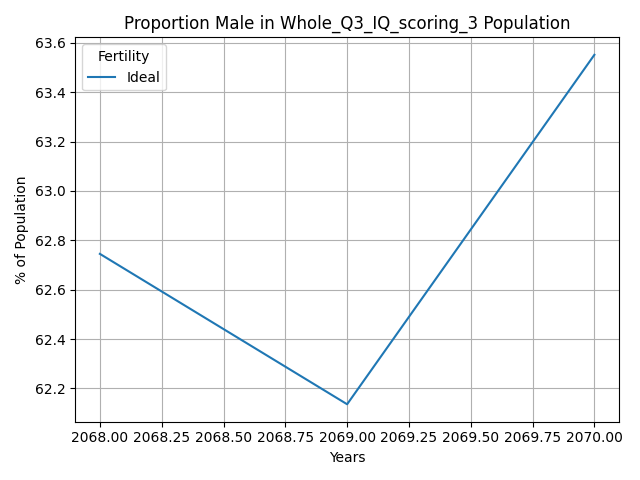 Proportion Male in Whole_Q3_IQ_scoring_3 Population
Fertility
Ideal
% of Population
63.6
63.4
63.2
63.0
62.8
62.6
62.4
62.2
2068.00 2068.25 2068.50 2068.75 2069.00 2069.25 2069.50 2069.75 2070.00
Years